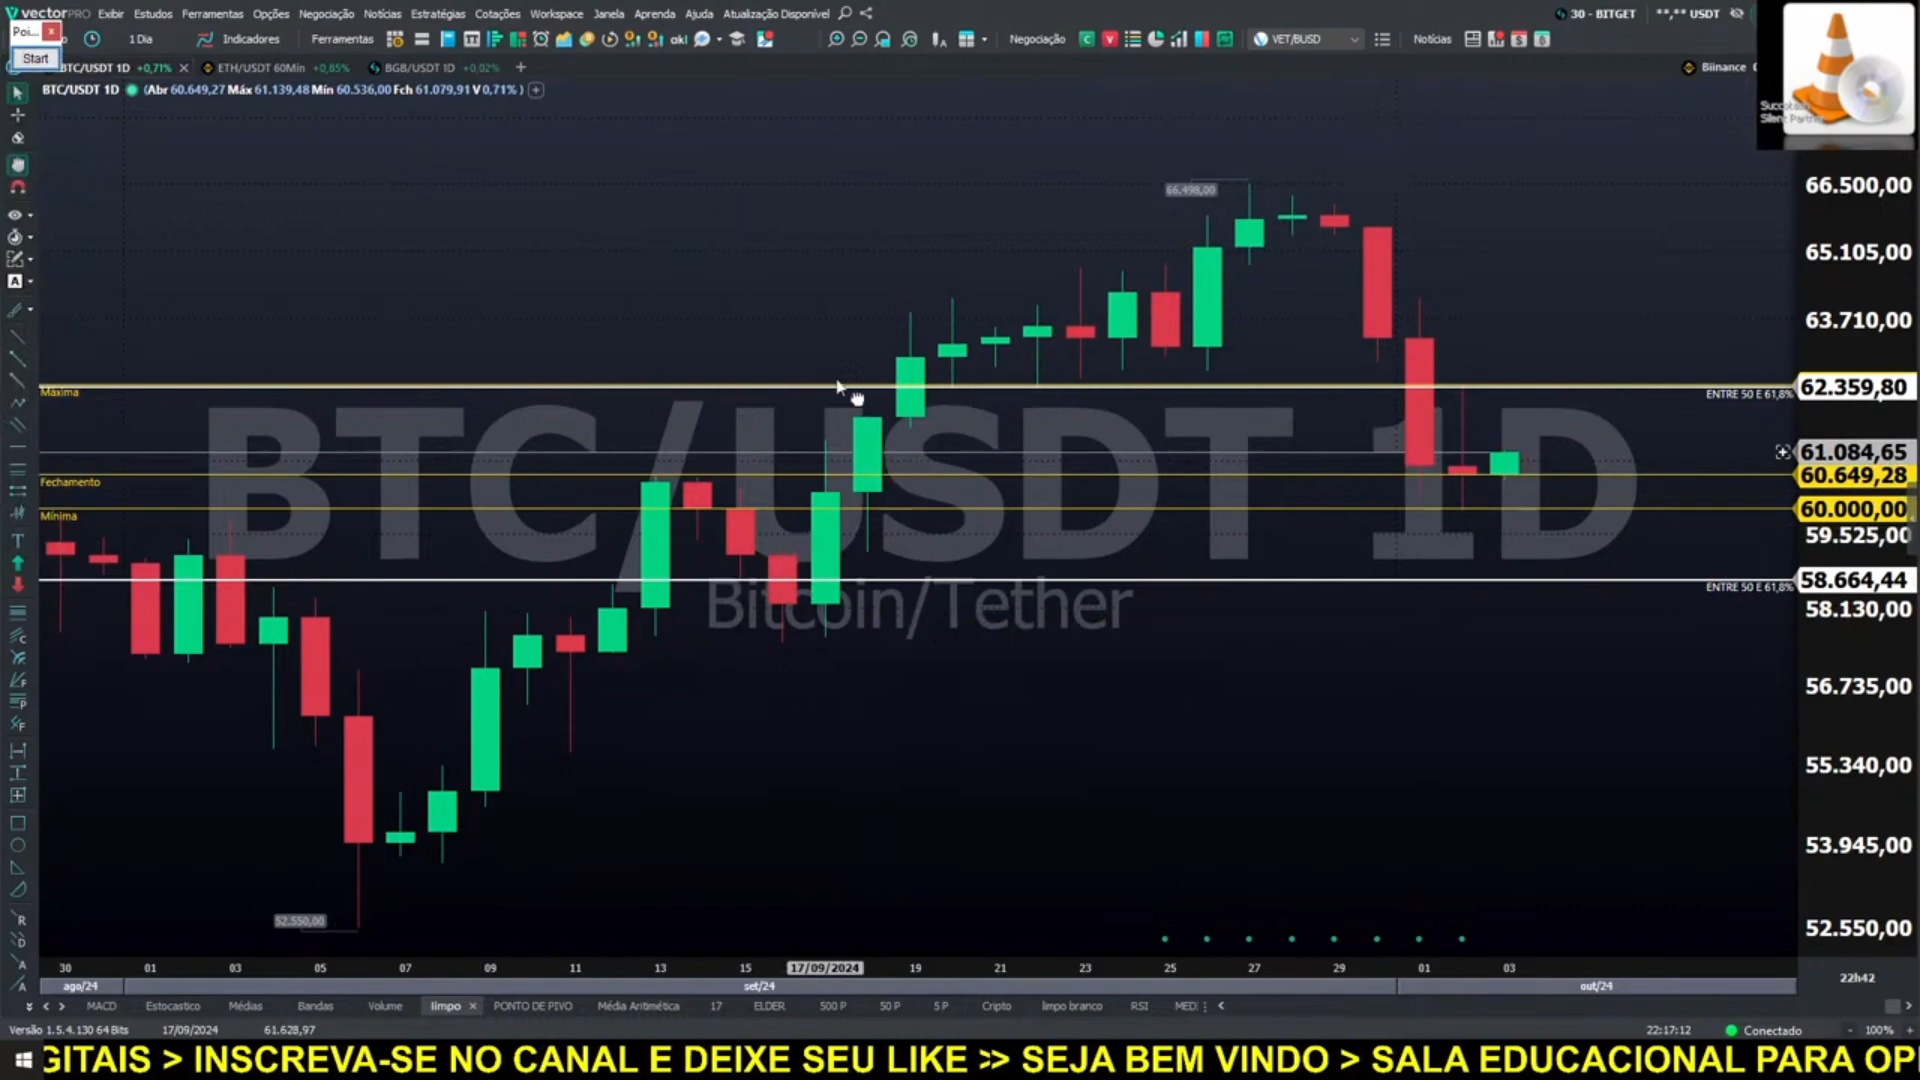 vectorPRO Exibir Estudos Ferramentas Opções Negociação Notícias Estratégias Cotações Workspace Janela Aprenda Ajuda Atualização Disponível 30 - BITGET **,** USDT
Poi... x
1 Dia Indicadores Ferramentas Negociação C V VET/BUSD Notícias
Start
BTC/USDT 1D +0,71% ETH/USDT 60Min +0,85% BGB/USDT 1D +0,02% + Biinance
BTC/USDT 1D (Abr 60.649,27 Máx 61.139,48 Mín 60.536,00 Fch 61.079,91 V 0,71% )
Silent Partner
66.498,00
66.500,00
65.105,00
63.710,00
Máxima
ENTRE 50 E 61,8%
62.359,80
BTC/USDT 1D
Bitcoin/Tether
61.084,65
Fechamento
60.649,28
Mínima
60.000,00
59.525,00
58.664,44
ENTRE 50 E 61,8%
58.130,00
56.735,00
55.340,00
53.945,00
52.550,00
52.550,00
30 01 03 05 07 09 11 13 15 17/09/2024 19 21 23 25 27 29 01 03
ago/24 set/24 out/24
22h42
MACD Estocastico Médias Bandas Volume limpo PONTO DE PIVO Média Aritmética 17 ELDER 500 P 50 P 5 P Cripto limpo branco RSI MED
Versão 1.5.4.130 64 Bits 17/09/2024 61.628,97 22:17:12 Conectado - 100% +
GITAIS > INSCREVA-SE NO CANAL E DEIXE SEU LIKE >> SEJA BEM VINDO > SALA EDUCACIONAL PARA OP